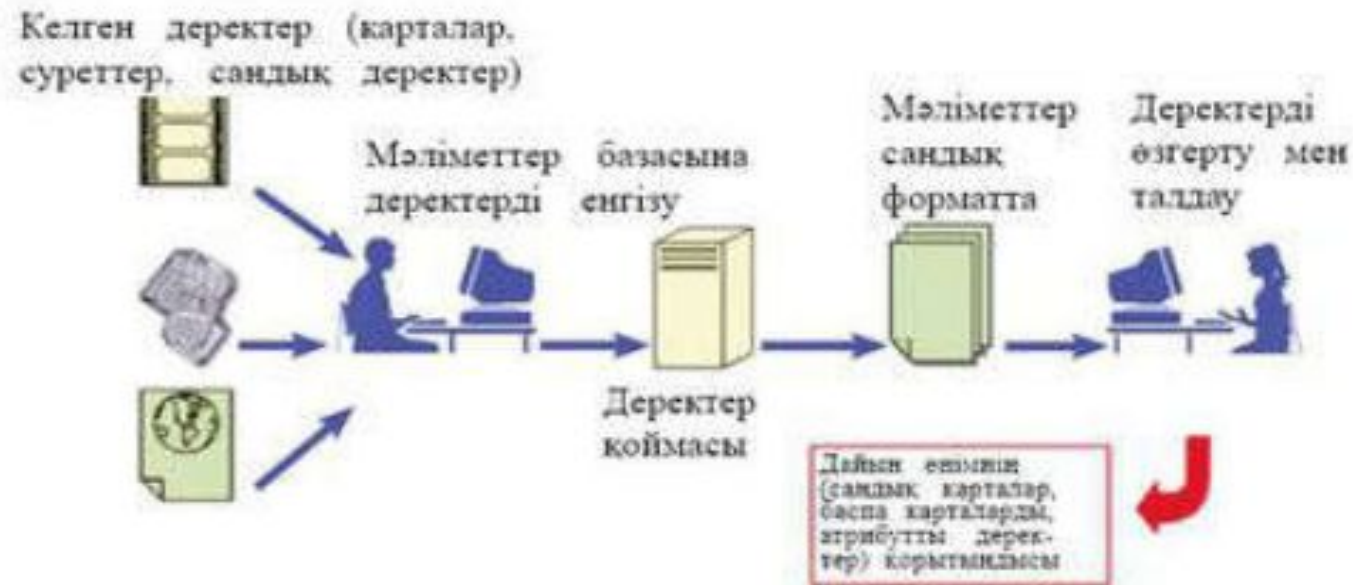 Келген деректер (карталар,
суреттер, сандық деректер)
Мәліметтер базасына
деректерді енгізу
Деректер
қоймасы
Мәліметтер
сандық
форматта
Деректерді
өзгерту мен
талдау
Дайын өнімнің
(сандық карталар,
баспа карталарды,
атрибутты дерек-
тер) қорытындысы